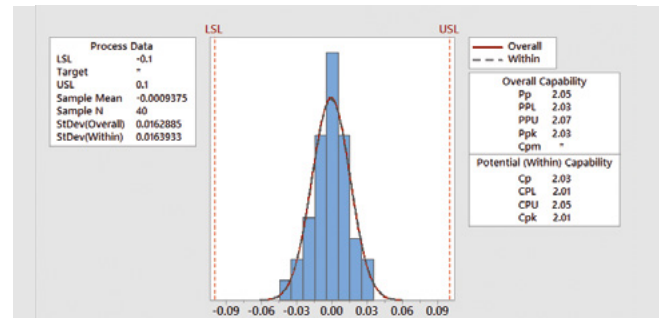 LSL USL
Process Data
LSL -0.1
Target "
USL 0.1
Sample Mean -0.0009375
Sample N 40
StDev(Overall) 0.0162885
StDev(Within) 0.0163933
Overall
Within
Overall Capability
Pp 2.05
PPL 2.03
PPU 2.07
Ppk 2.03
Cpm "
Potential (Within) Capability
Cp 2.03
CPL 2.01
CPU 2.05
Cpk 2.01
-0.09 -0.06 -0.03 0.00 0.03 0.06 0.09